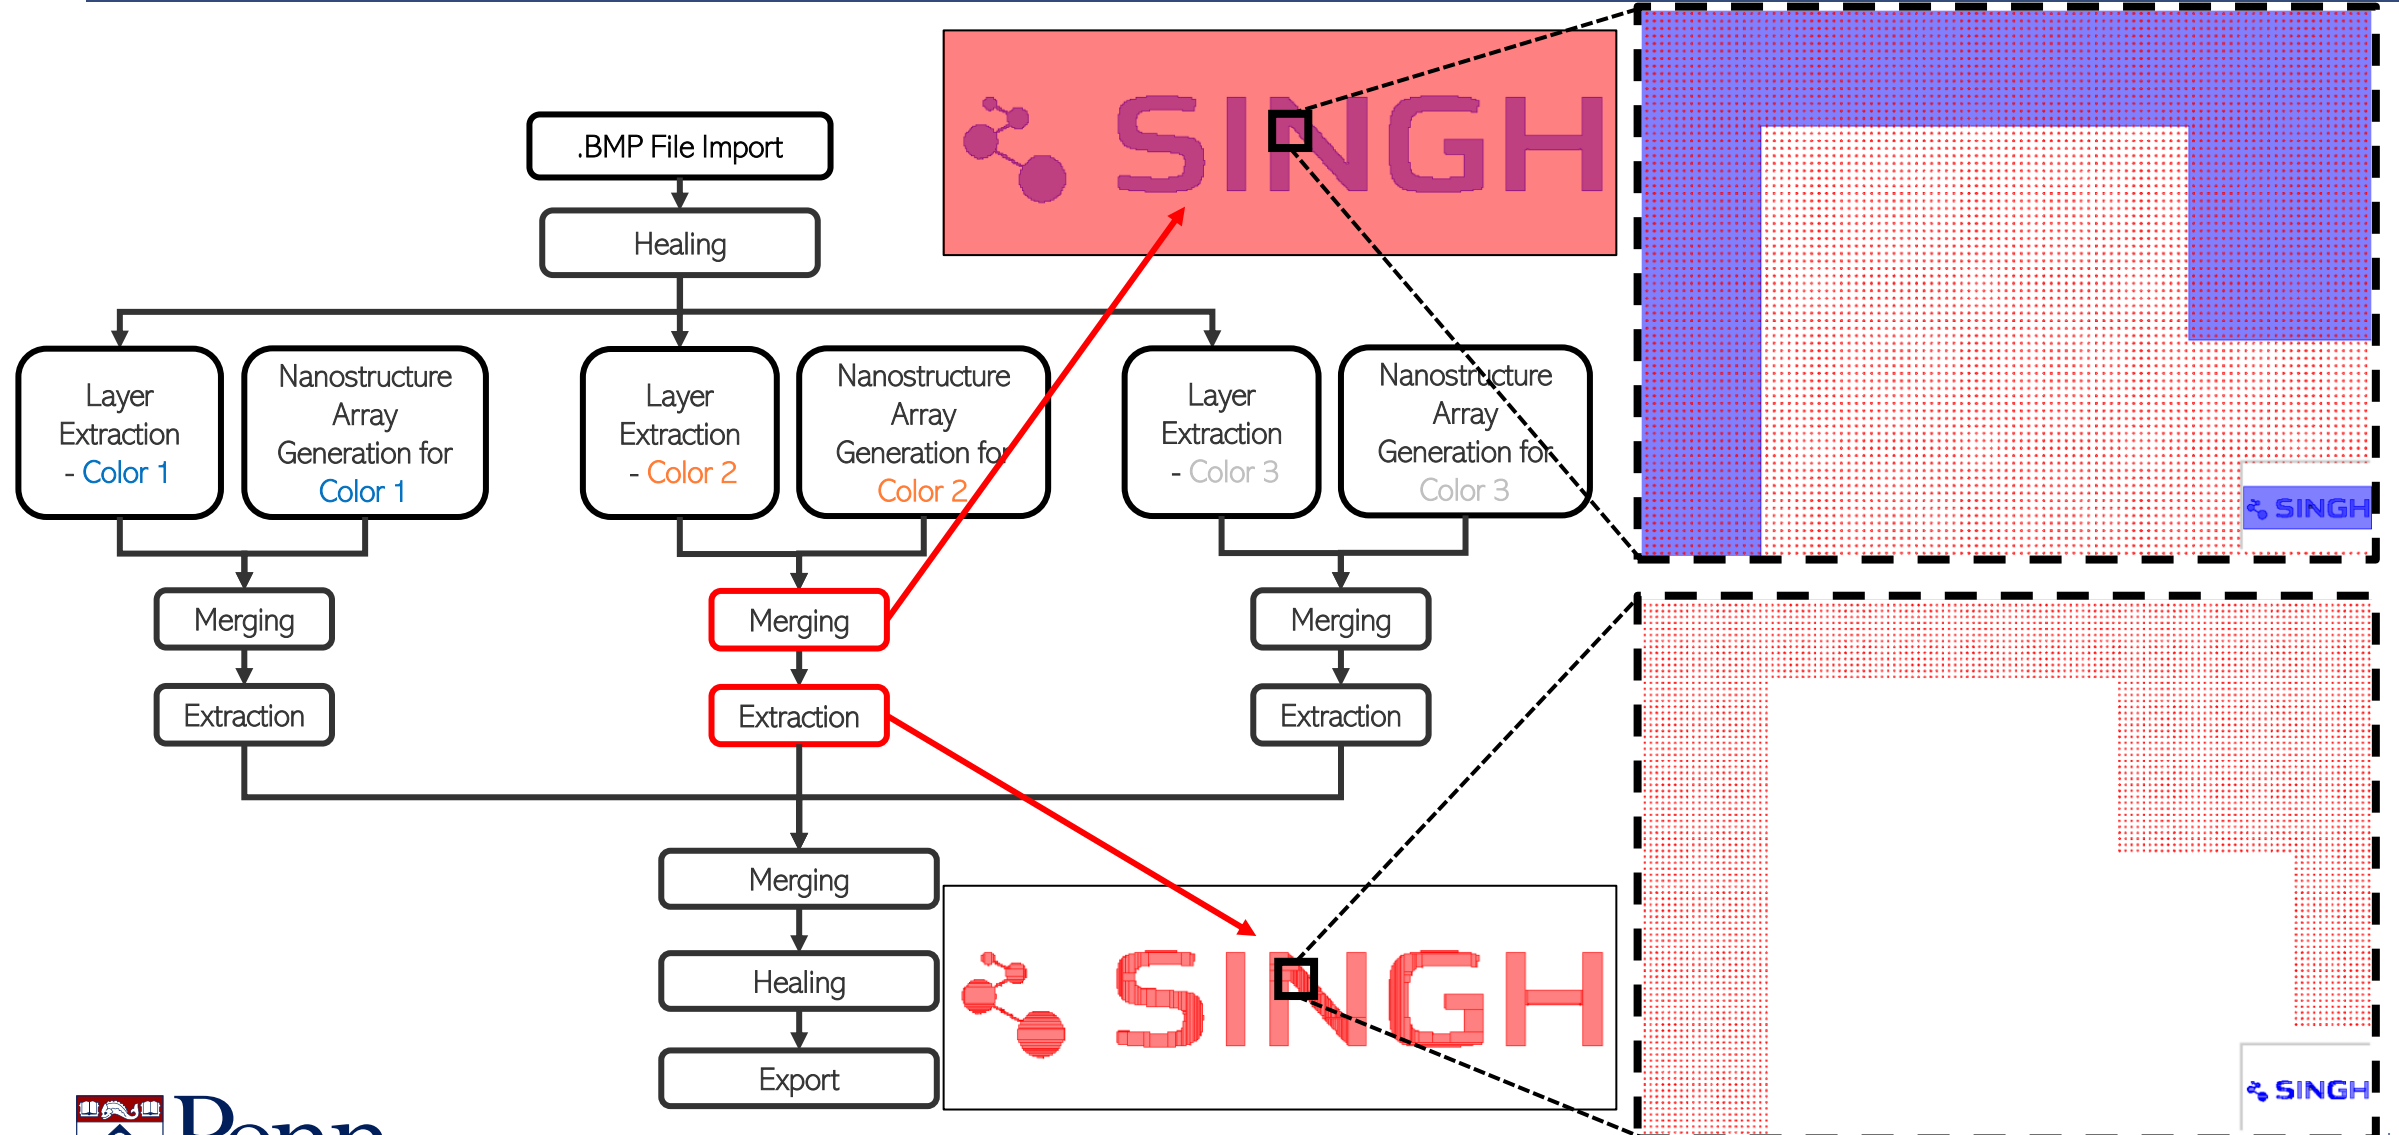 .BMP File Import
SINGH
Healing
Layer
Extraction
- Color 1
Nanostructure
Array
Generation for
Color 1
Layer
Extraction
- Color 2
Nanostructure
Array
Generation for
Color 2
Layer
Extraction
- Color 3
Nanostructure
Array
Generation for
Color 3
SINGH
Merging
Merging
Merging
Extraction
Extraction
Extraction
Merging
Healing
SINGH
Export
SINGH
Penn